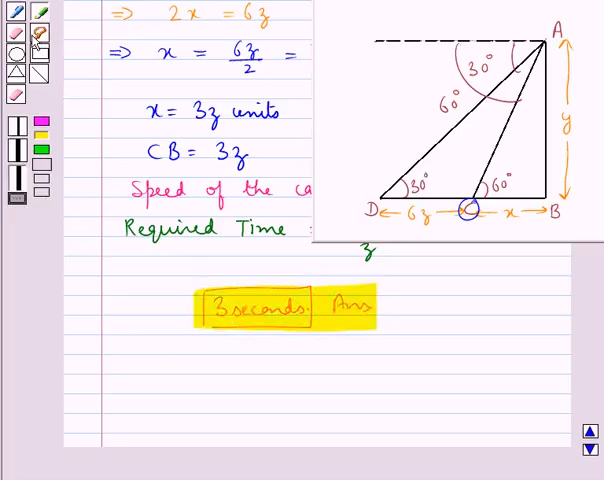 ⇒ 2x = 6z
⇒ x = 6z/2 =
x = 3z units
CB = 3z
Speed of the ca
Required Time =
z
3 seconds. Ans
A
30°
60°
y
30°
60°
D
6z
C
x
B